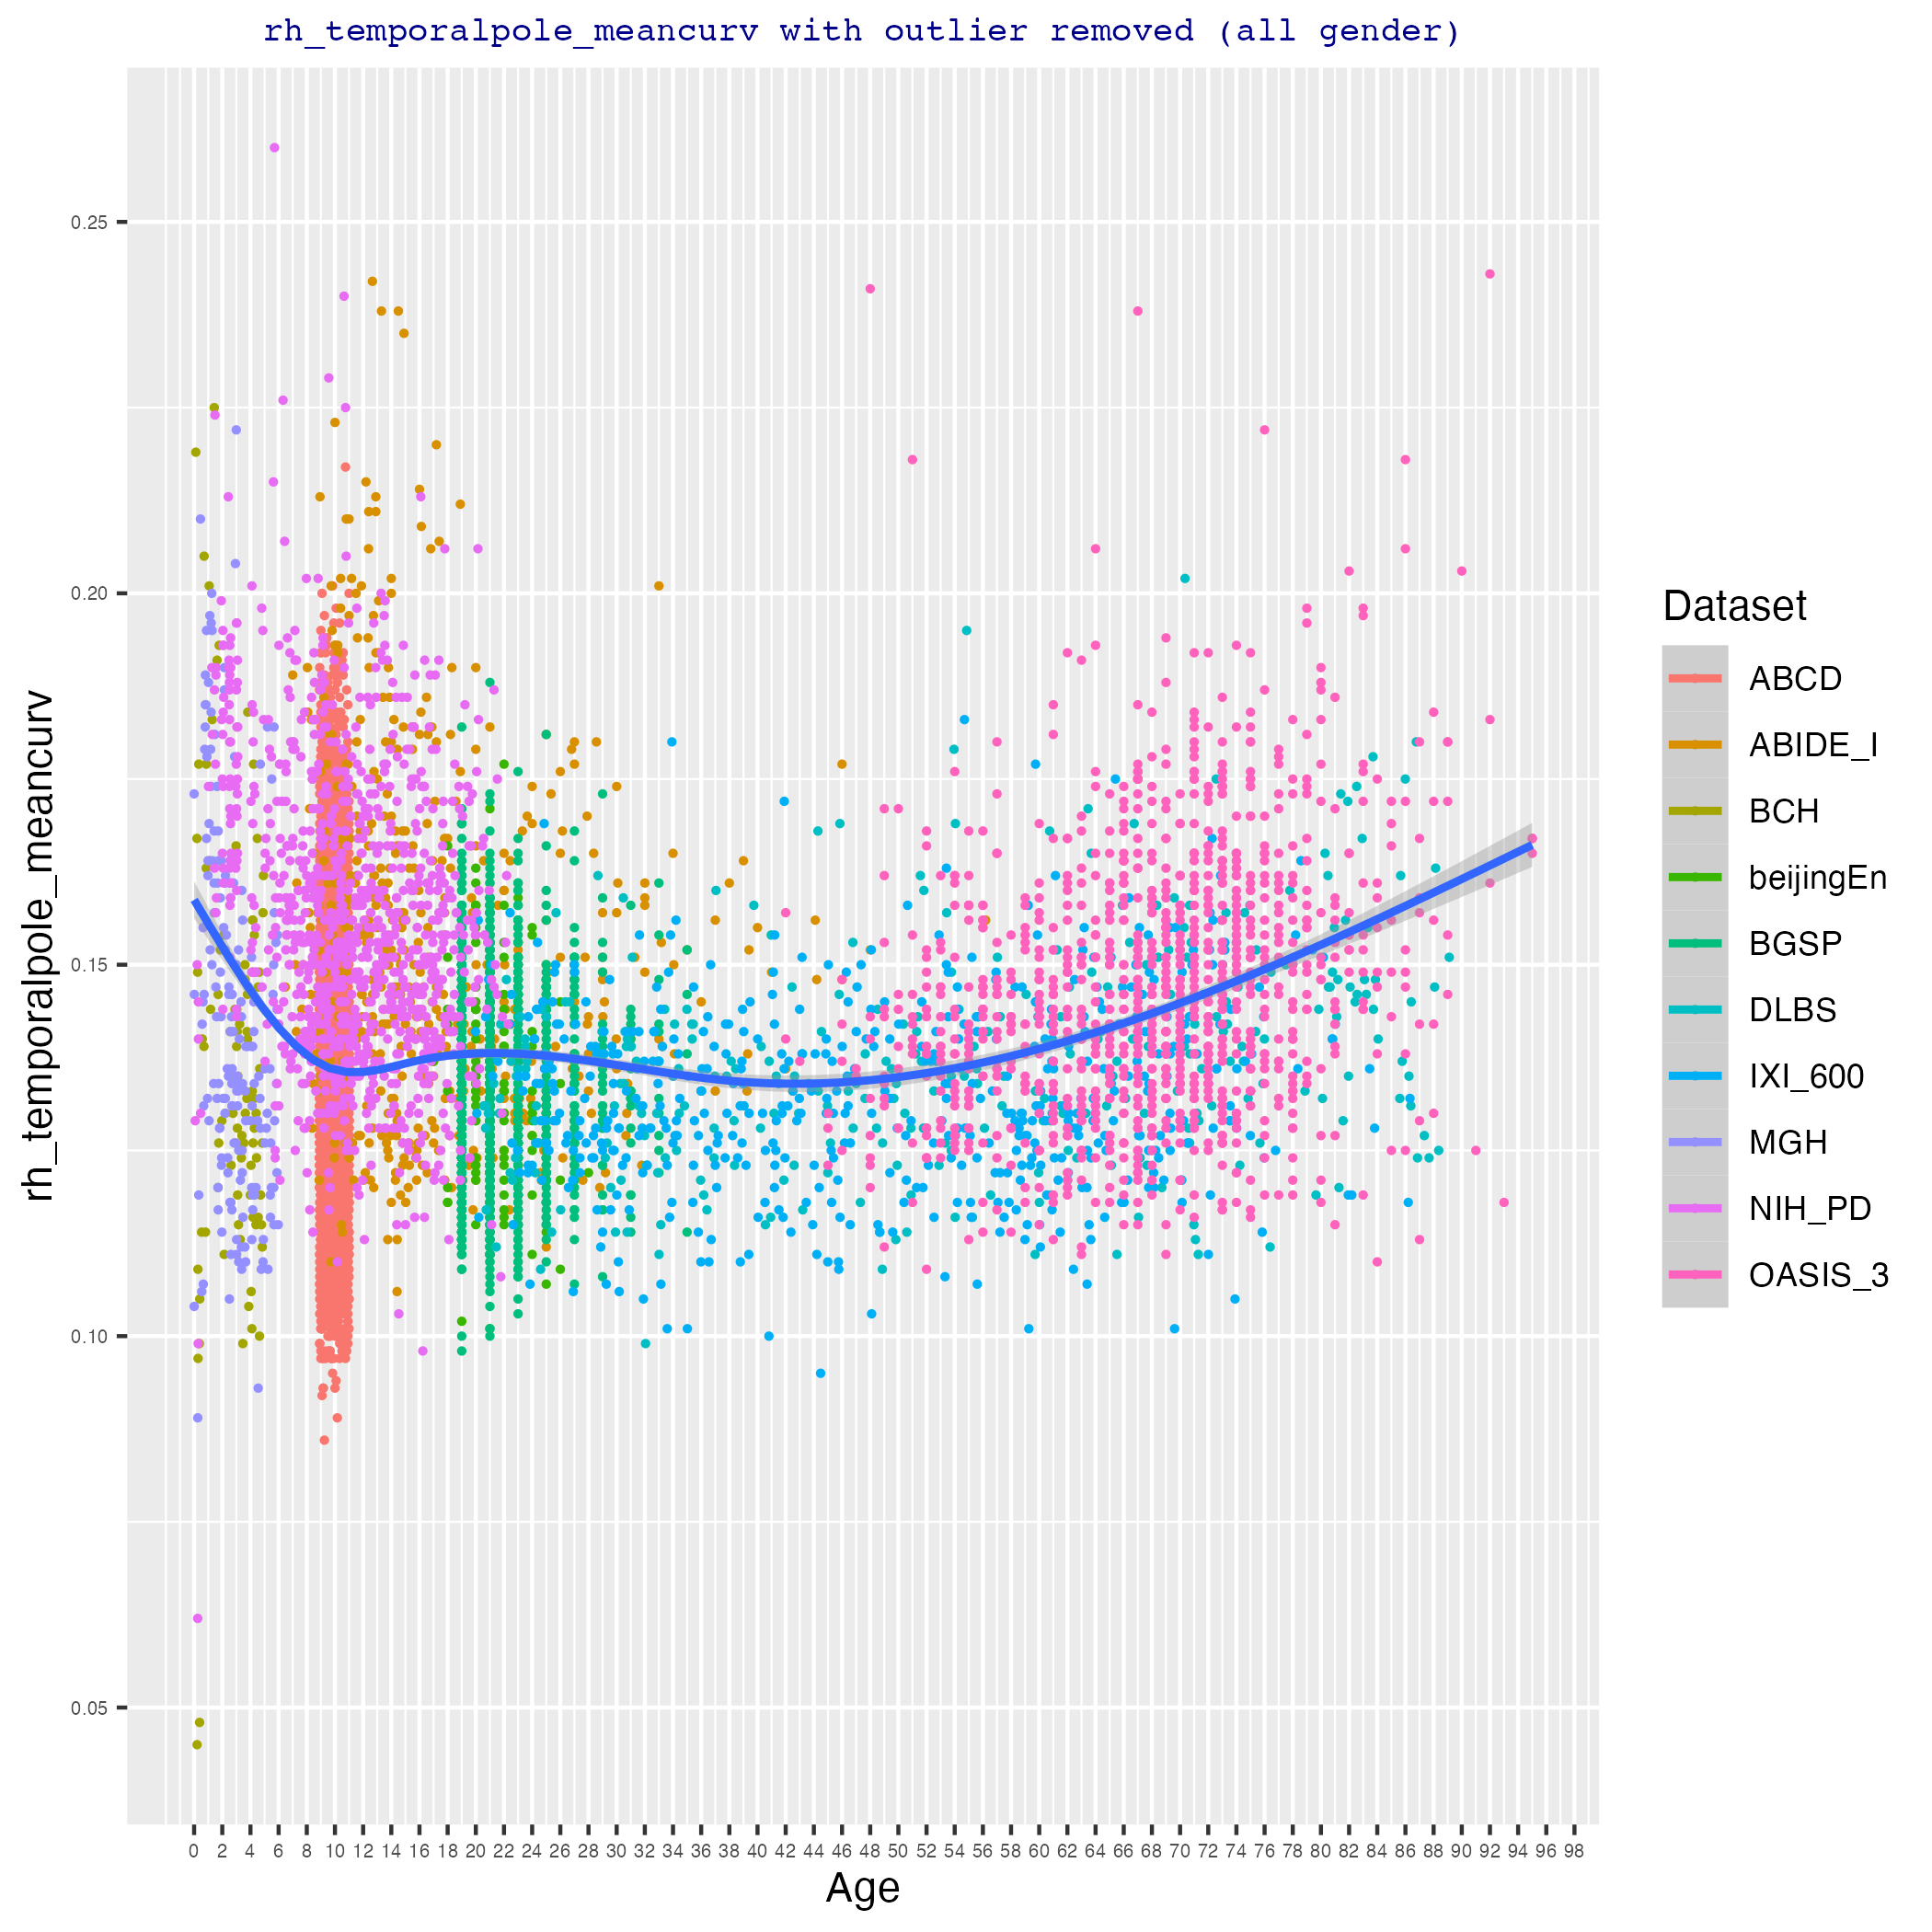 rh_temporalpole_meancurv with outlier removed (all gender)
rh_temporalpole_meancurv
0.25
0.20
0.15
0.10
0.05
0 2 4 6 8 10 12 14 16 18 20 22 24 26 28 30 32 34 36 38 40 42 44 46 48 50 52 54 56 58 60 62 64 66 68 70 72 74 76 78 80 82 84 86 88 90 92 94 96 98
Age
Dataset
ABCD
ABIDE_I
BCH
beijingEn
BGSP
DLBS
IXI_600
MGH
NIH_PD
OASIS_3